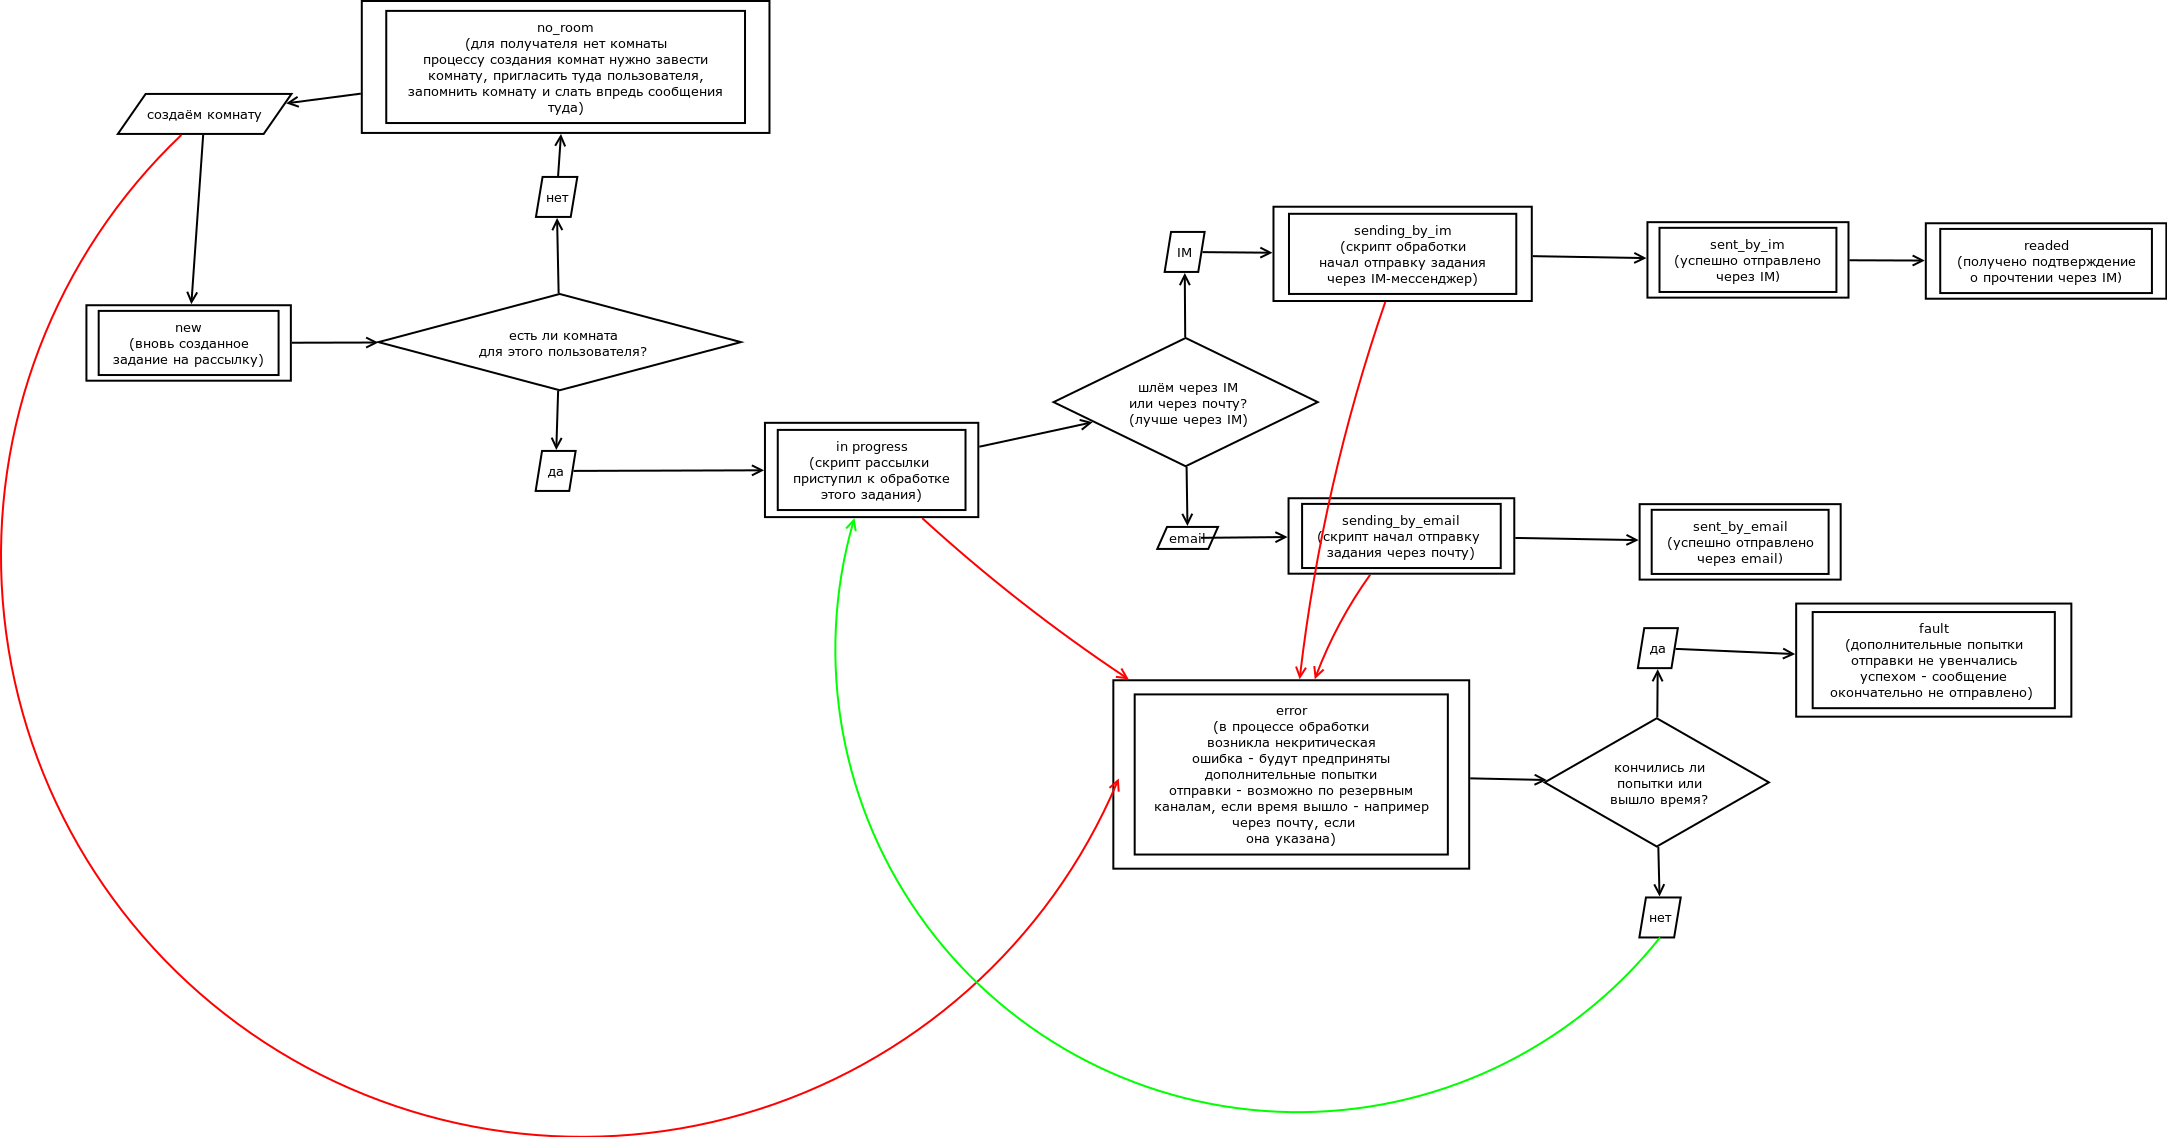 no_room
(для получателя нет комнаты
процессу создания комнат нужно завести
комнату, пригласить туда пользователя,
запомнить комнату и слать впредь сообщения
туда)
создаём комнату
нет
new
(вновь созданное
задание на рассылку)
есть ли комната
для этого пользователя?
да
in progress
(скрипт рассылки
приступил к обработке
этого задания)
шлём через IM
или через почту?
(лучше через IM)
IM
sending_by_im
(скрипт обработки
начал отправку задания
через IM-мессенджер)
sent_by_im
(успешно отправлено
через IM)
readed
(получено подтверждение
о прочтении через IM)
email
sending_by_email
(скрипт начал отправку
задания через почту)
sent_by_email
(успешно отправлено
через email)
error
(в процессе обработки
возникла некритическая
ошибка - будут предприняты
дополнительные попытки
отправки - возможно по резервным
каналам, если время вышло - например
через почту, если
она указана)
кончились ли
попытки или
вышло время?
да
fault
(дополнительные попытки
отправки не увенчались
успехом - сообщение
окончательно не отправлено)
нет